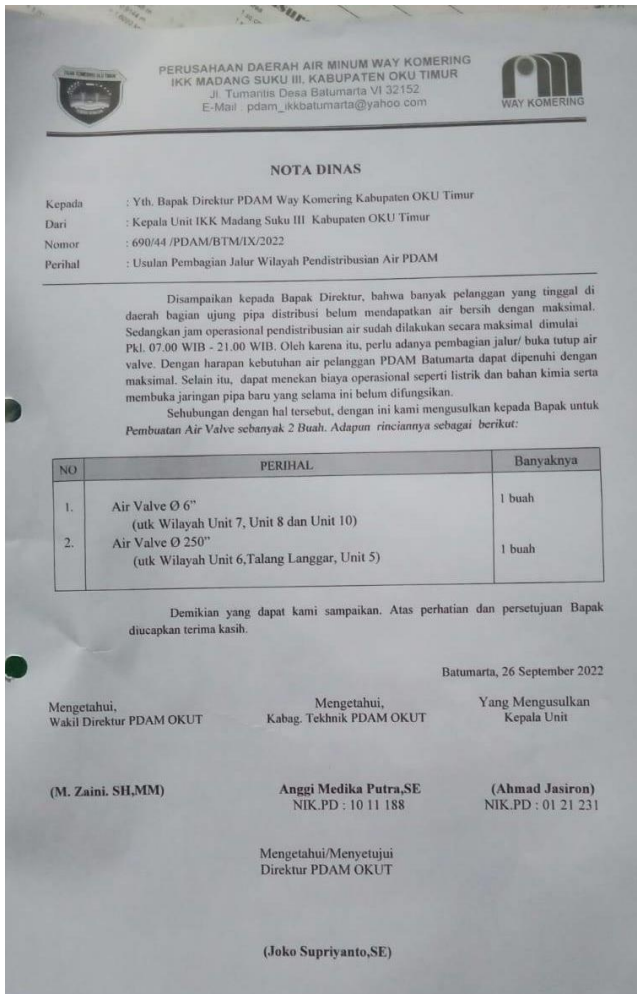 PERUSAHAAN DAERAH AIR MINUM WAY KOMERING
IKK MADANG SUKU III, KABUPATEN OKU TIMUR
Jl. Tumantis Desa Batumarta VI 32152
E-Mail : pdam_ikkbatumarta@yahoo.com
WAY KOMERING
NOTA DINAS
Kepada : Yth. Bapak Direktur PDAM Way Komering Kabupaten OKU Timur
Dari : Kepala Unit IKK Madang Suku III Kabupaten OKU Timur
Nomor : 690/44 /PDAM/BTM/IX/2022
Perihal : Usulan Pembagian Jalur Wilayah Pendistribusian Air PDAM
Disampaikan kepada Bapak Direktur, bahwa banyak pelanggan yang tinggal di
daerah bagian ujung pipa distribusi belum mendapatkan air bersih dengan maksimal.
Sedangkan jam operasional pendistribusian air sudah dilakukan secara maksimal dimulai
Pkl. 07.00 WIB - 21.00 WIB. Oleh karena itu, perlu adanya pembagian jalur/ buka tutup air
valve. Dengan harapan kebutuhan air pelanggan PDAM Batumarta dapat dipenuhi dengan
maksimal. Selain itu, dapat menekan biaya operasional seperti listrik dan bahan kimia serta
membuka jaringan pipa baru yang selama ini belum difungsikan.
Sehubungan dengan hal tersebut, dengan ini kami mengusulkan kepada Bapak untuk
Pembuatan Air Valve sebanyak 2 Buah. Adapun rinciannya sebagai berikut:
NO PERIHAL Banyaknya
1. Air Valve Ø 6" 1 buah
(utk Wilayah Unit 7, Unit 8 dan Unit 10)
2. Air Valve Ø 250" 1 buah
(utk Wilayah Unit 6,Talang Langgar, Unit 5)
Demikian yang dapat kami sampaikan. Atas perhatian dan persetujuan Bapak
diucapkan terima kasih.
Batumarta, 26 September 2022
Mengetahui, Mengetahui, Yang Mengusulkan
Wakil Direktur PDAM OKUT Kabag. Tekhnik PDAM OKUT Kepala Unit
(M. Zaini. SH,MM) Anggi Medika Putra,SE (Ahmad Jasiron)
NIK.PD : 10 11 188 NIK.PD : 01 21 231
Mengetahui/Menyetujui
Direktur PDAM OKUT
(Joko Supriyanto,SE)